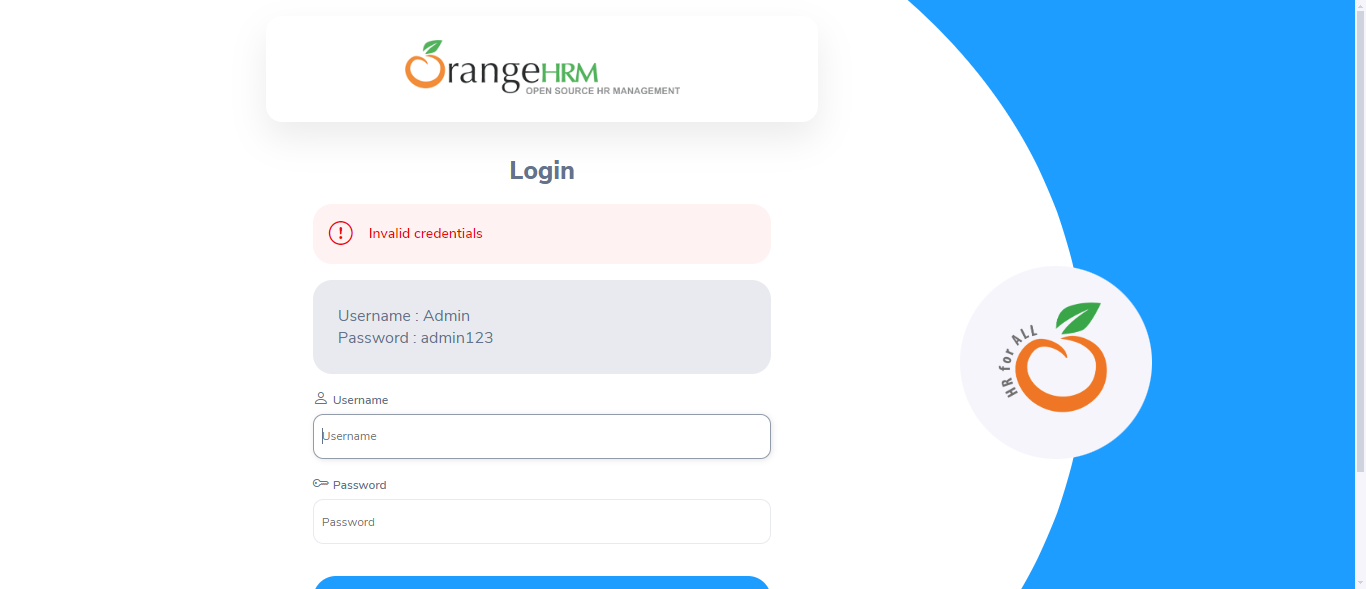 OrangeHRM
OPEN SOURCE HR MANAGEMENT
Login
Invalid credentials
Username : Admin
Password : admin123
Username
Username
Password
Password
HR for ALL